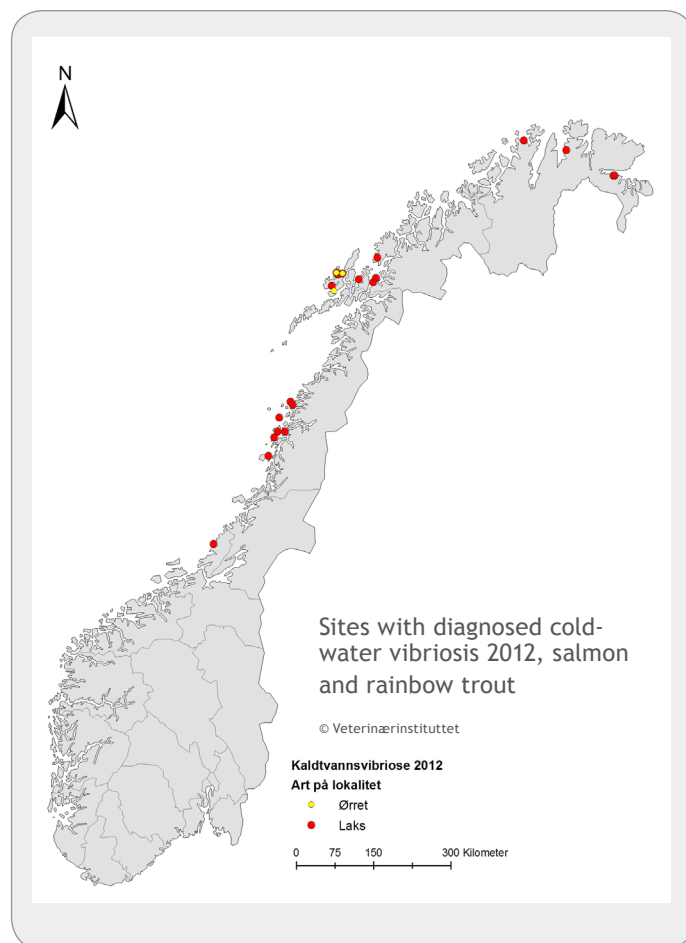 N
Sites with diagnosed cold-
water vibriosis 2012, salmon
and rainbow trout
© Veterinærinstituttet
Kaldtvannsvibriose 2012
Art på lokalitet
Ørret
Laks
0 75 150 300 Kilometer